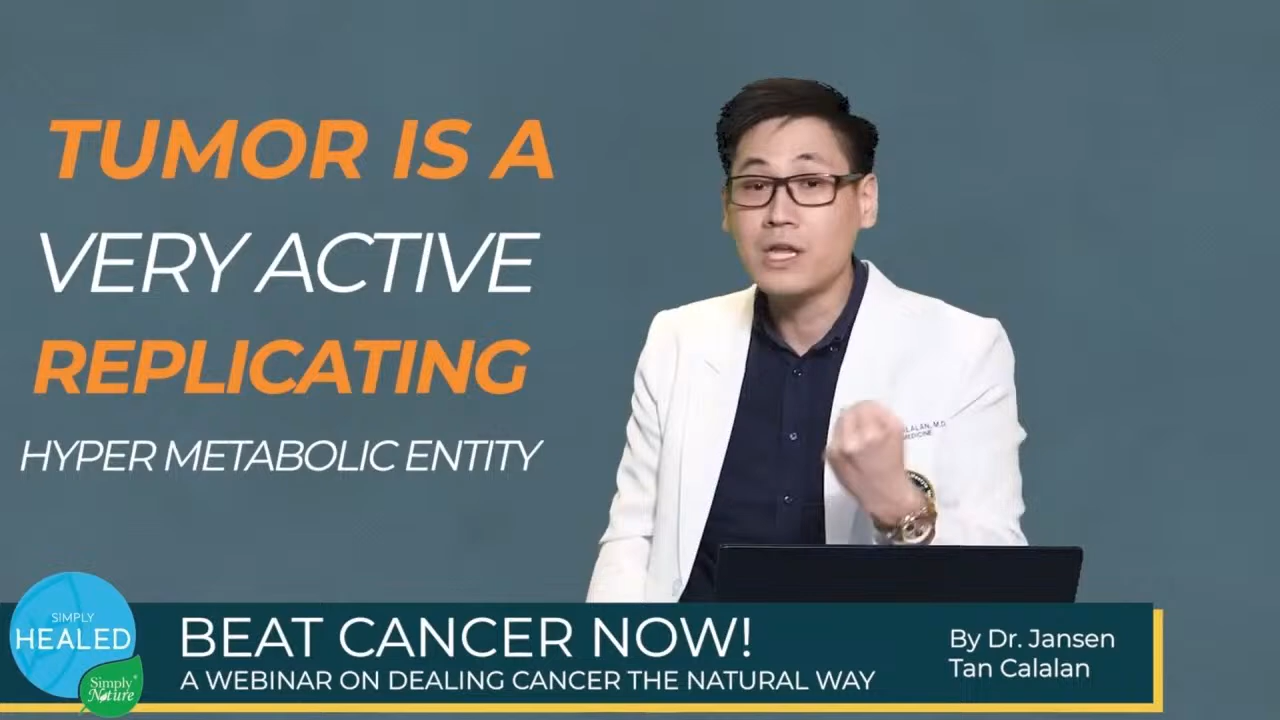 TUMOR IS A
VERY ACTIVE
REPLICATING
HYPER METABOLIC ENTITY
M.D.
SIMPLY
HEALED
Simply
Nature
BEAT CANCER NOW!
A WEBINAR ON DEALING CANCER THE NATURAL WAY
By Dr. Jansen
Tan Calalan